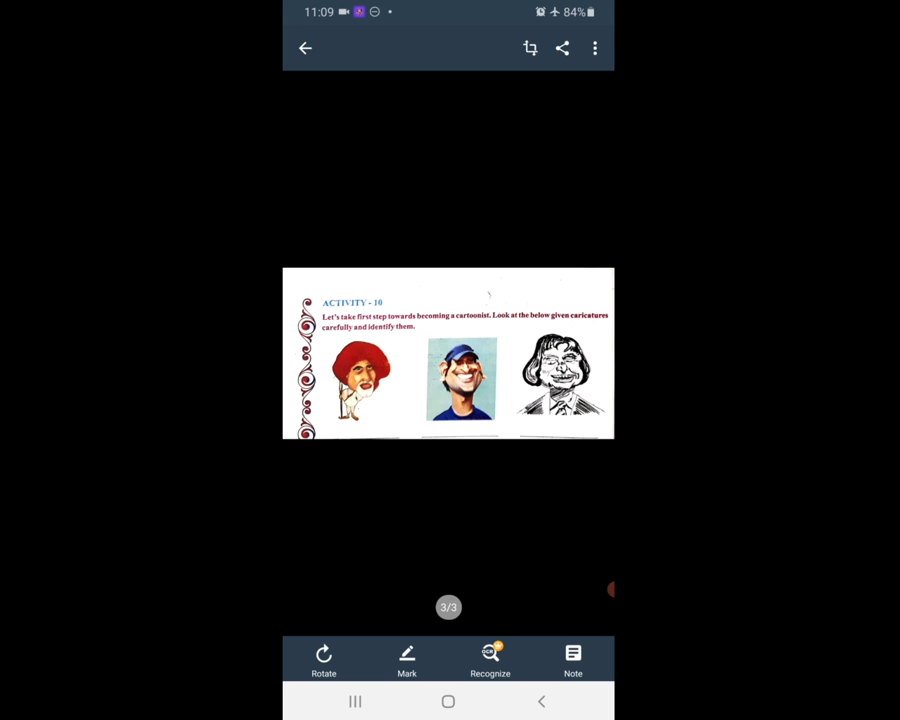 11:09
84%
ACTIVITY - 10
Let's take first step towards becoming a cartoonist. Look at the below given caricatures
carefully and identify them.
3/3
OCR
Rotate
Mark
Recognize
Note